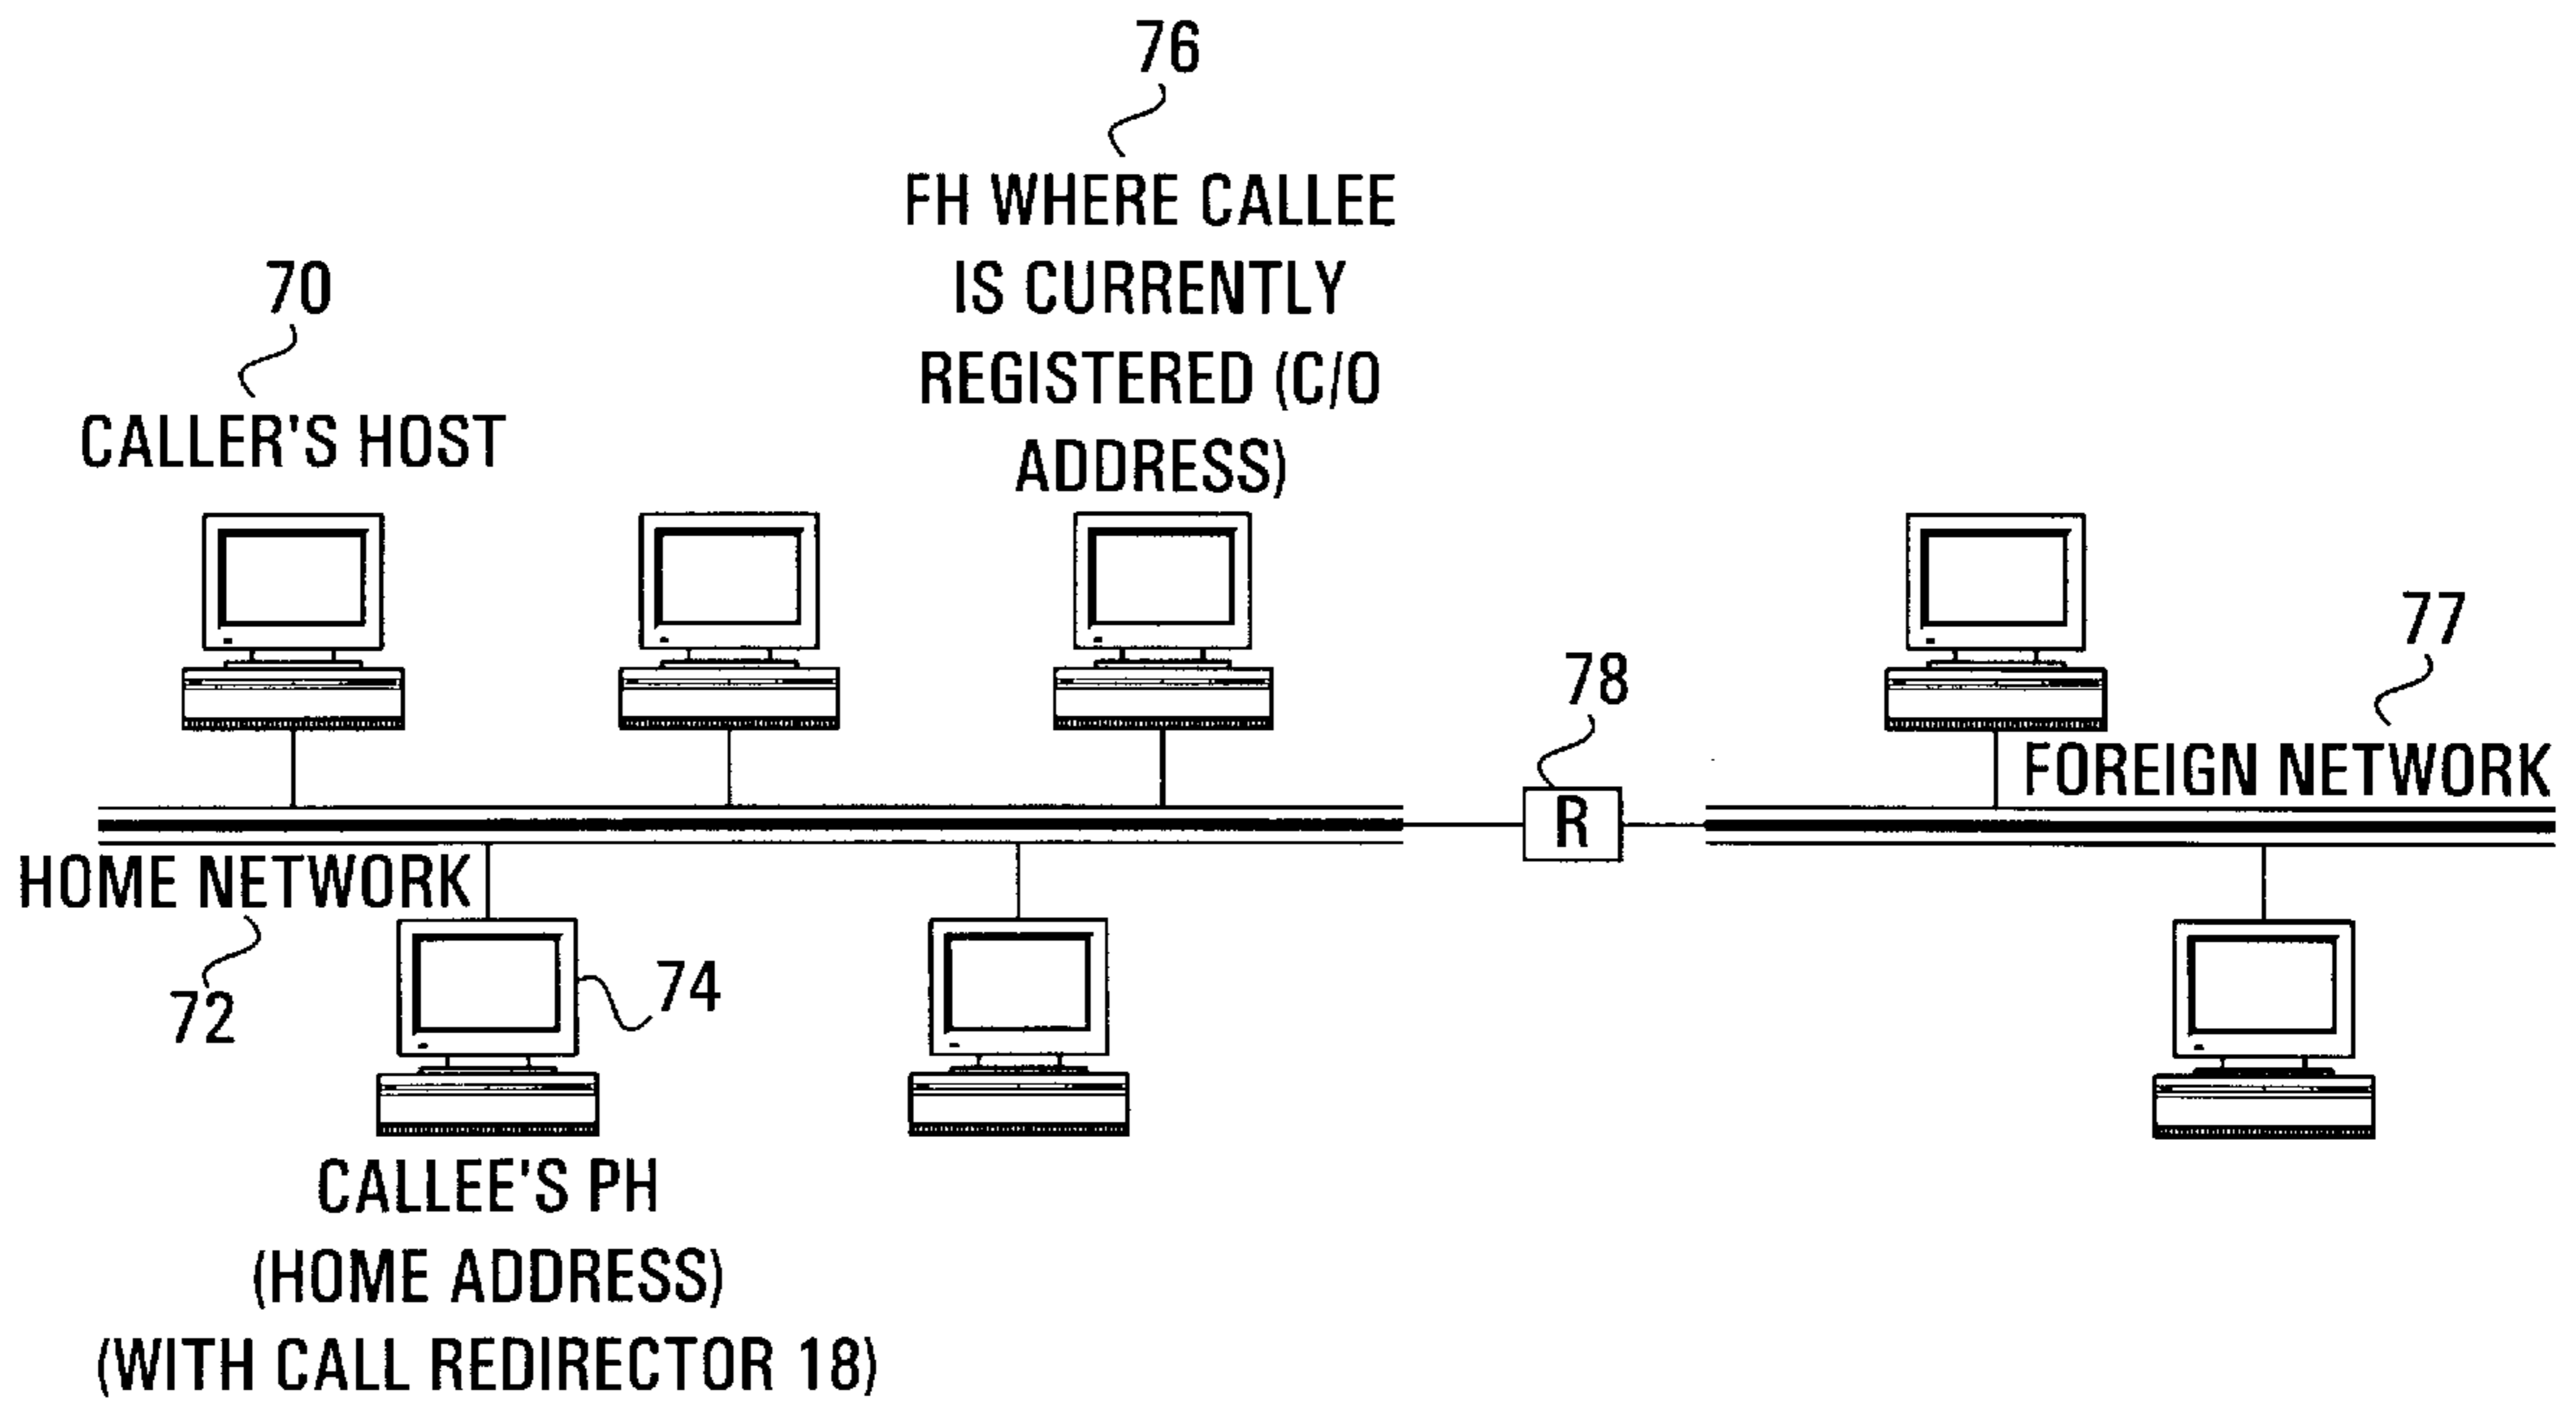 76
FH WHERE CALLEE
IS CURRENTLY
REGISTERED (C/O
ADDRESS)
70
CALLER'S HOST
77
FOREIGN NETWORK
78
R
HOME NETWORK
72
74
CALLEE'S PH
(HOME ADDRESS)
(WITH CALL REDIRECTOR 18)